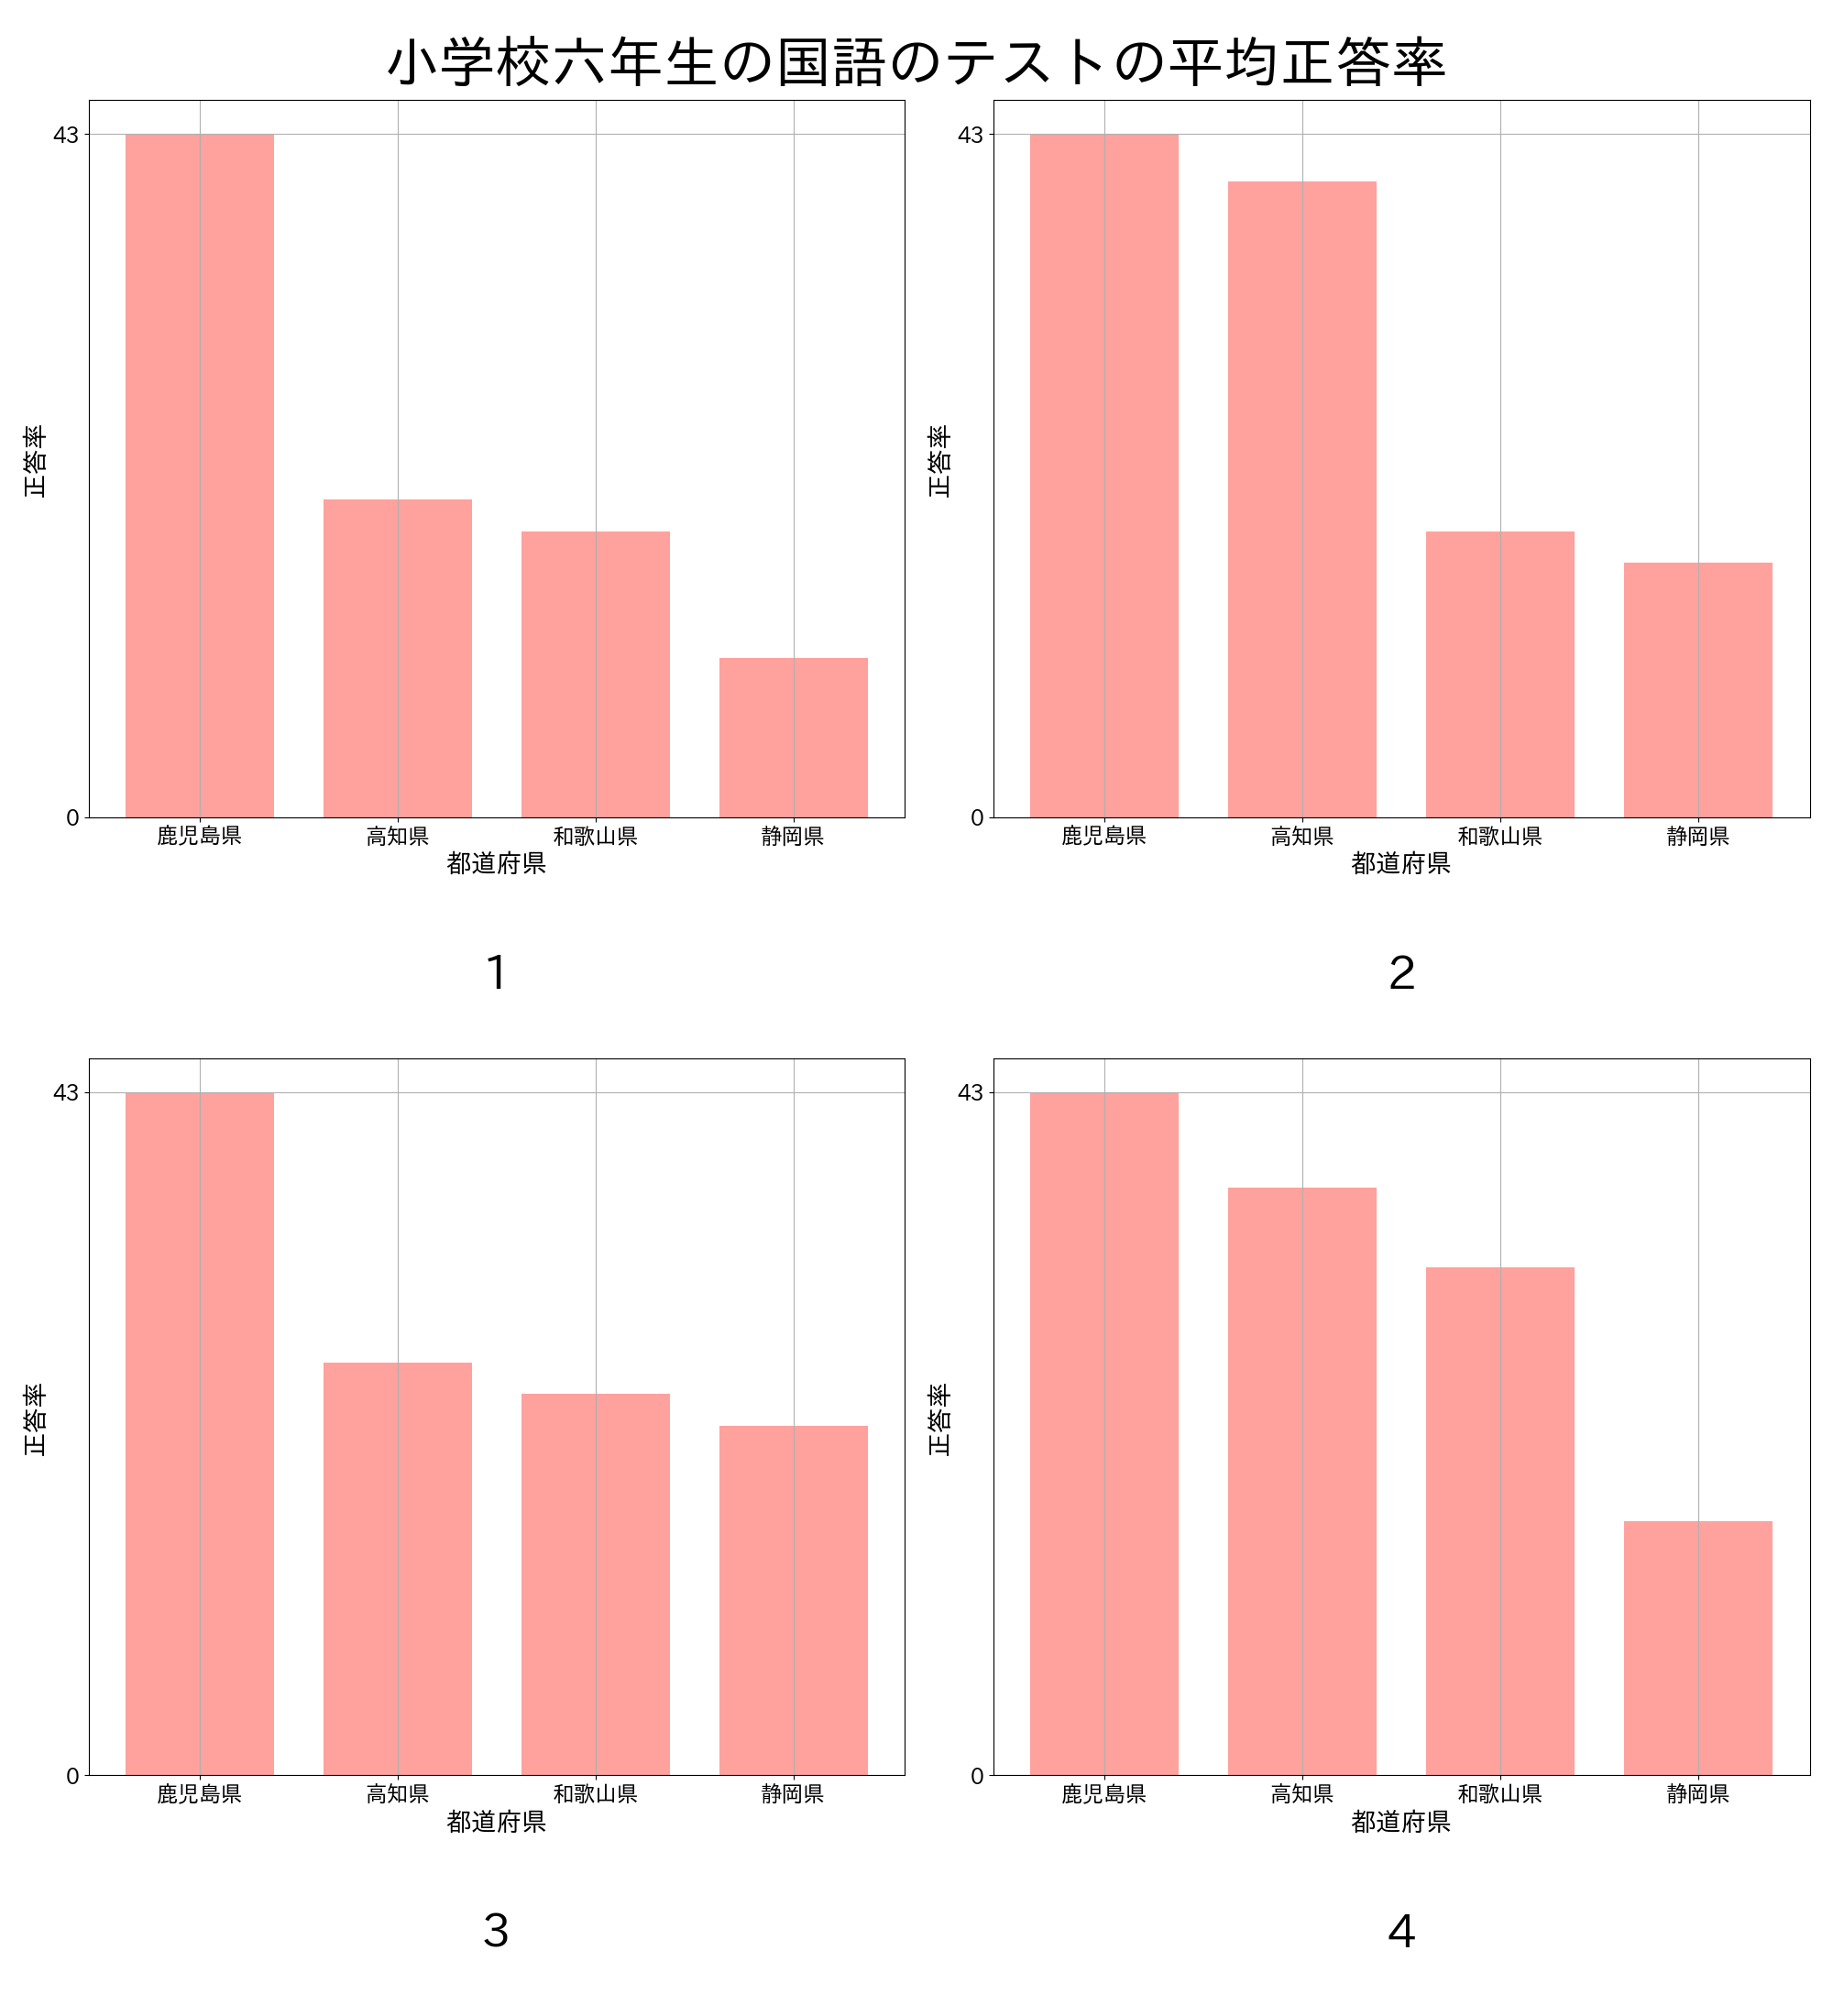 小学校六年生の国語のテストの平均正答率
43
0
正答率
鹿児島県 高知県 和歌山県 静岡県
都道府県
1
43
0
正答率
鹿児島県 高知県 和歌山県 静岡県
都道府県
2
43
0
正答率
鹿児島県 高知県 和歌山県 静岡県
都道府県
3
43
0
正答率
鹿児島県 高知県 和歌山県 静岡県
都道府県
4